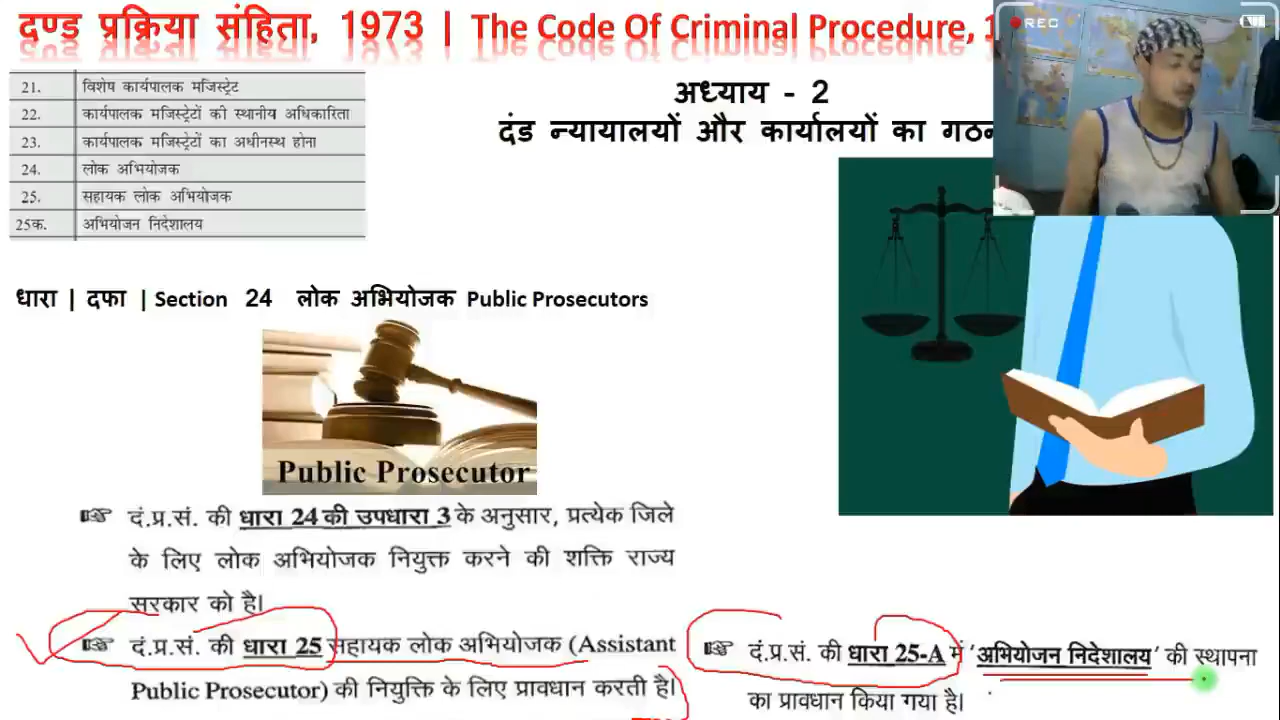 दण्ड प्रक्रिया संहिता, 1973 | The Code Of Criminal Procedure, 1
REC
21. विशेष कार्यपालक मजिस्ट्रेट
22. कार्यपालक मजिस्ट्रेटों की स्थानीय अधिकारिता
23. कार्यपालक मजिस्ट्रेटों का अधीनस्थ होना
24. लोक अभियोजक
25. सहायक लोक अभियोजक
25क. अभियोजन निदेशालय
अध्याय - 2
दंड न्यायालयों और कार्यालयों का गठन
धारा | दफा | Section 24 लोक अभियोजक Public Prosecutors
Public Prosecutor
दं.प्र.सं. की धारा 24 की उपधारा 3 के अनुसार, प्रत्येक जिले
के लिए लोक अभियोजक नियुक्त करने की शक्ति राज्य
सरकार को है।
दं.प्र.सं. की धारा 25 सहायक लोक अभियोजक (Assistant
Public Prosecutor) की नियुक्ति के लिए प्रावधान करती है।
दं.प्र.सं. की धारा 25-A में 'अभियोजन निदेशालय' की स्थापना
का प्रावधान किया गया है।